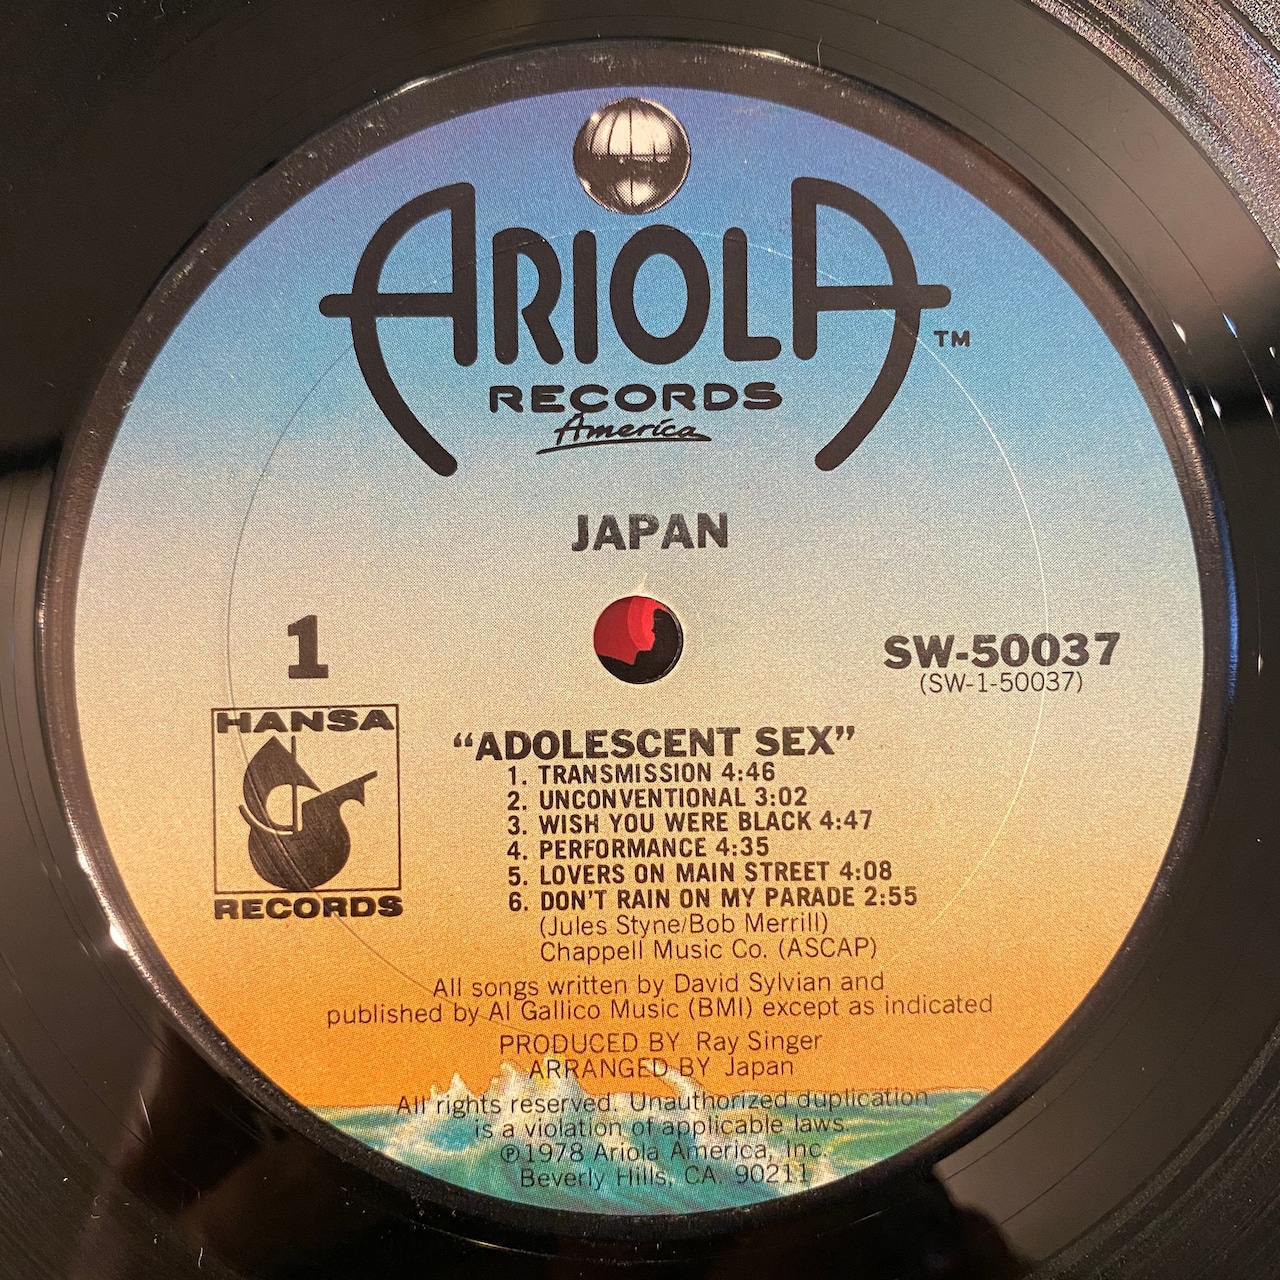 ARIOLA
TM
RECORDS
America
JAPAN
1
SW-50037
(SW-1-50037)
HANSA
RECORDS
"ADOLESCENT SEX"
1. TRANSMISSION 4:46
2. UNCONVENTIONAL 3:02
3. WISH YOU WERE BLACK 4:47
4. PERFORMANCE 4:35
5. LOVERS ON MAIN STREET 4:08
6. DON'T RAIN ON MY PARADE 2:55
(Jules Styne/Bob Merrill)
Chappell Music Co. (ASCAP)
All songs written by David Sylvian and
published by Al Gallico Music (BMI) except as indicated
PRODUCED BY Ray Singer
ARRANGED BY Japan
All rights reserved. Unauthorized duplication
is a violation of applicable laws.
℗1978 Ariola America, Inc.
Beverly Hills, CA. 90211